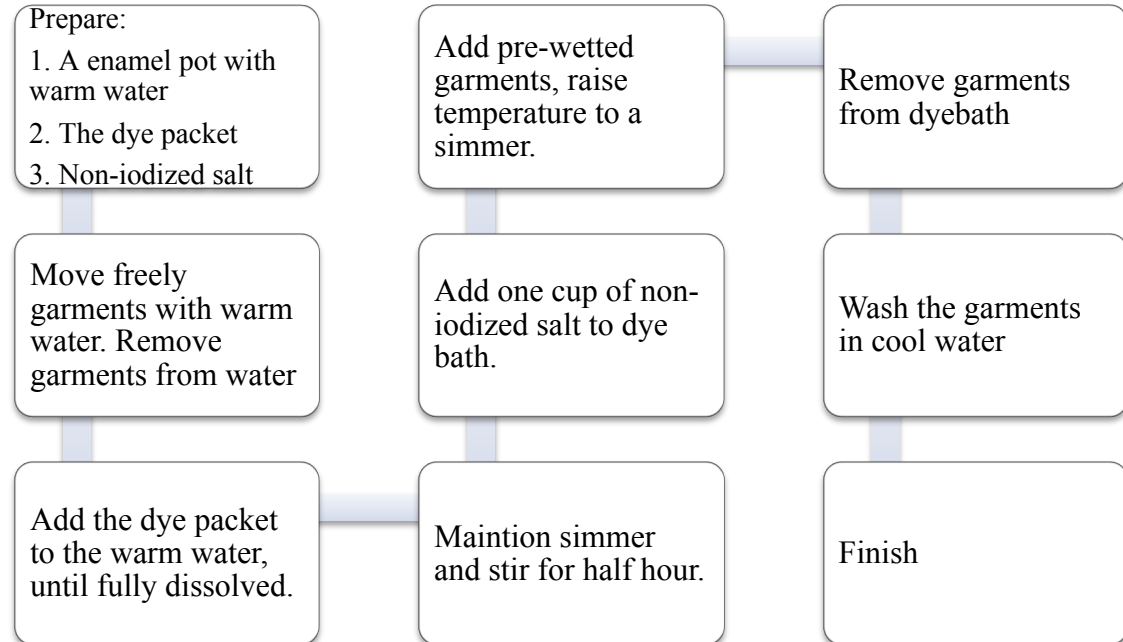 Prepare:
1. A enamel pot with
warm water
2. The dye packet
3. Non-iodized salt
Move freely
garments with warm
water. Remove
garments from water
Add the dye packet
to the warm water,
until fully dissolved.
Maintion simmer
and stir for half hour.
Add one cup of non-
iodized salt to dye
bath.
Add pre-wetted
garments, raise
temperature to a
simmer.
Remove garments
from dyebath
Wash the garments
in cool water
Finish